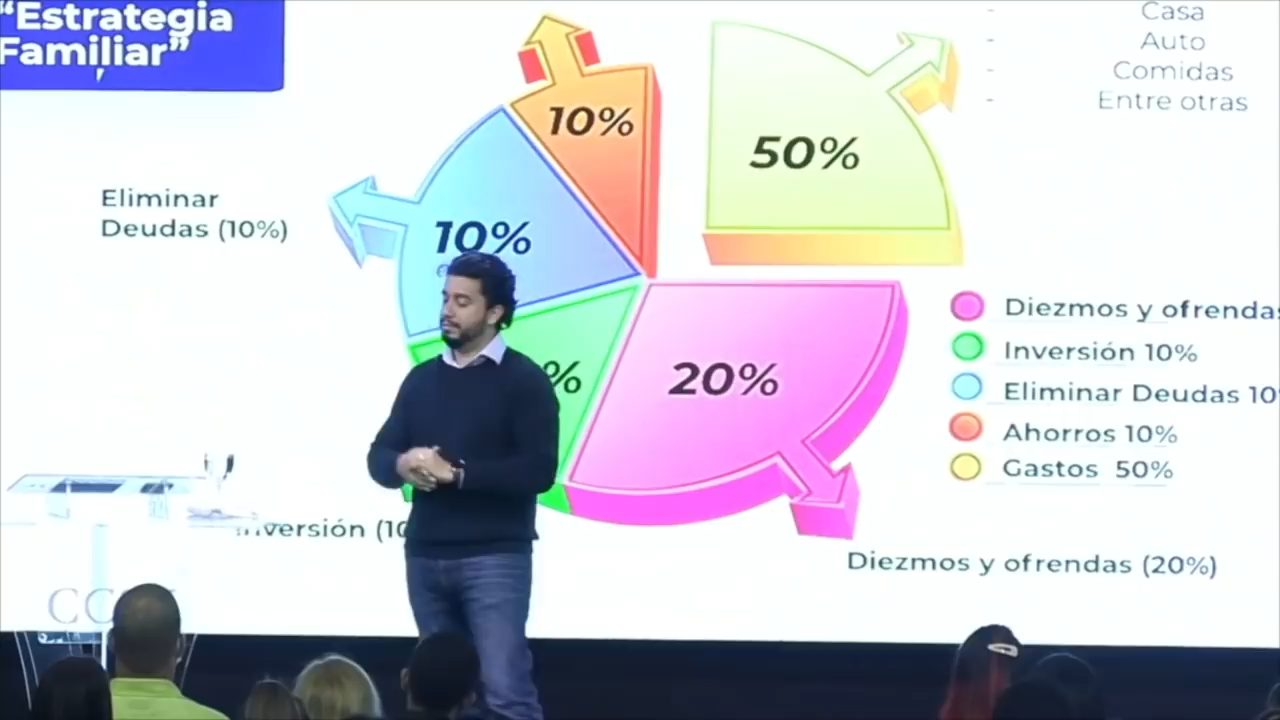 “Estrategia
Familiar”
Casa
Auto
Comidas
Entre otras
10%
50%
Eliminar
Deudas (10%)
10%
%
20%
Diezmos y ofrendas
Inversión 10%
Eliminar Deudas 10
Ahorros 10%
Gastos 50%
Inversión (10
Diezmos y ofrendas (20%)